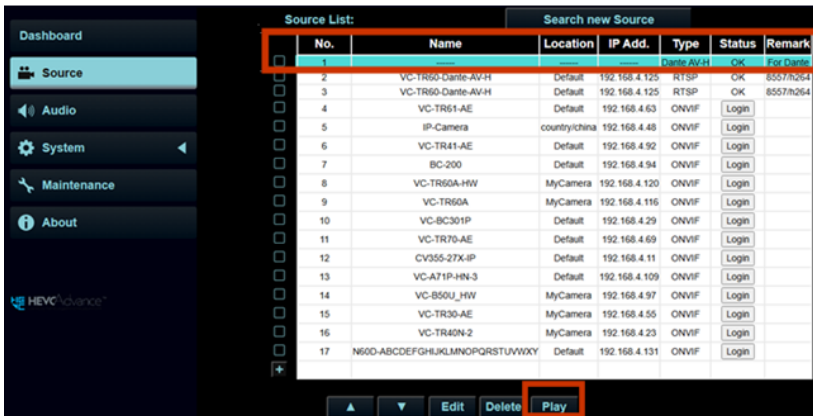 Source List: Search new Source
Dashboard
Source
Audio
System
Maintenance
About
HEVC Advance™
No. Name Location IP Add. Type Status Remark
1 ------ ------ ------ Dante AV-H OK For Dante
2 VC-TR60-Dante-AV-H Default 192.168.4.125 RTSP OK 8557/h264
3 VC-TR60-Dante-AV-H Default 192.168.4.125 RTSP OK 8557/h264
4 VC-TR61-AE Default 192.168.4.63 ONVIF Login
5 IP-Camera country/china 192.168.4.48 ONVIF Login
6 VC-TR41-AE Default 192.168.4.92 ONVIF Login
7 BC-200 Default 192.168.4.94 ONVIF Login
8 VC-TR60A-HW MyCamera 192.168.4.120 ONVIF Login
9 VC-TR60A MyCamera 192.168.4.116 ONVIF Login
10 VC-BC301P Default 192.168.4.29 ONVIF Login
11 VC-TR70-AE Default 192.168.4.69 ONVIF Login
12 CV355-27X-IP Default 192.168.4.11 ONVIF Login
13 VC-A71P-HN-3 Default 192.168.4.109 ONVIF Login
14 VC-B50U_HW MyCamera 192.168.4.97 ONVIF Login
15 VC-TR30-AE MyCamera 192.168.4.55 ONVIF Login
16 VC-TR40N-2 MyCamera 192.168.4.23 ONVIF Login
17 N60D-ABCDEFGHIJKLMNOPQRSTUVWXY Default 192.168.4.131 ONVIF Login
Edit Delete Play